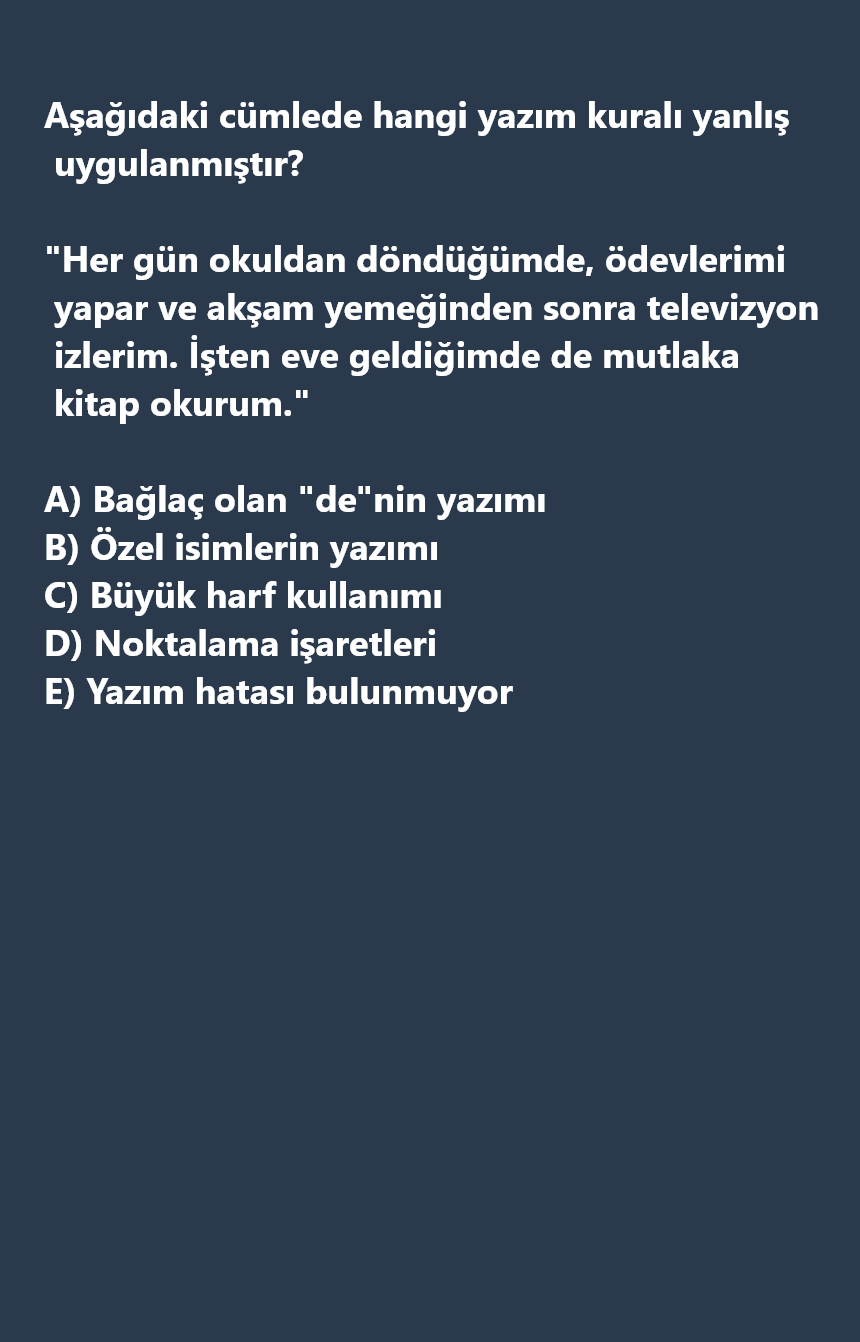 Aşağıdaki cümlede hangi yazım kuralı yanlış
uygulanmıştır?
"Her gün okuldan döndüğümde, ödevlerimi
yapar ve akşam yemeğinden sonra televizyon
izlerim. İşten eve geldiğimde de mutlaka
kitap okurum."
A) Bağlaç olan "de"nin yazımı
B) Özel isimlerin yazımı
C) Büyük harf kullanımı
D) Noktalama işaretleri
E) Yazım hatası bulunmuyor